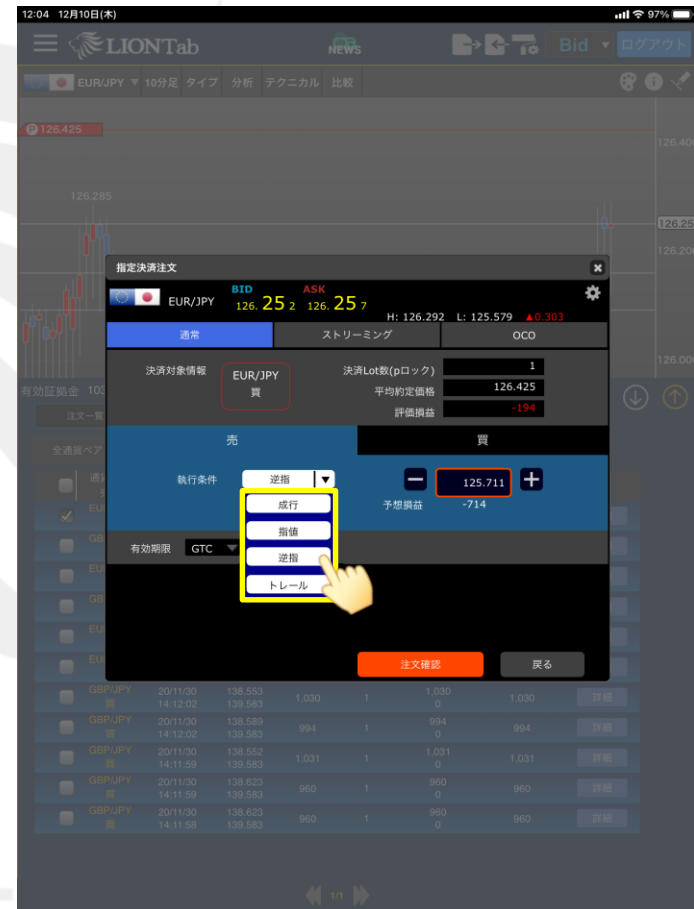 12:04 12月10日(木) 97%
LIONTab NEWS Bid ▼ ログアウト
EUR/JPY ▼ 10分足 タイプ 分析 テクニカル 比較
P 126.425
126.400
126.285
126.25
126.200
指定決済注文
BID ASK
EUR/JPY 126. 25 2 126. 25 7
H: 126.292 L: 125.579 ▲0.303
通常 ストリーミング OCO
決済対象情報 EUR/JPY 買
決済Lot数(pロック) 1
平均約定価格 126.425
評価損益 -194
126.000
有効証拠金 103
注文一覧
売 買
全通貨ペア
執行条件 逆指 ▼ 125.711
成行
予想損益 -714
指値
有効期限 GTC ▼
逆指
トレール
注文確認 戻る
GBP/JPY 買 20/11/30 14:12:02 138.553 139.583 1,030 1 1,030 0 1,030 詳細
GBP/JPY 買 20/11/30 14:12:02 138.589 139.583 994 1 994 0 994 詳細
GBP/JPY 買 20/11/30 14:11:59 138.552 139.583 1,031 1 1,031 0 1,031 詳細
GBP/JPY 買 20/11/30 14:11:59 138.623 139.583 960 1 960 0 960 詳細
GBP/JPY 買 20/11/30 14:11:58 138.623 139.583 960 1 960 0 960 詳細
1/1